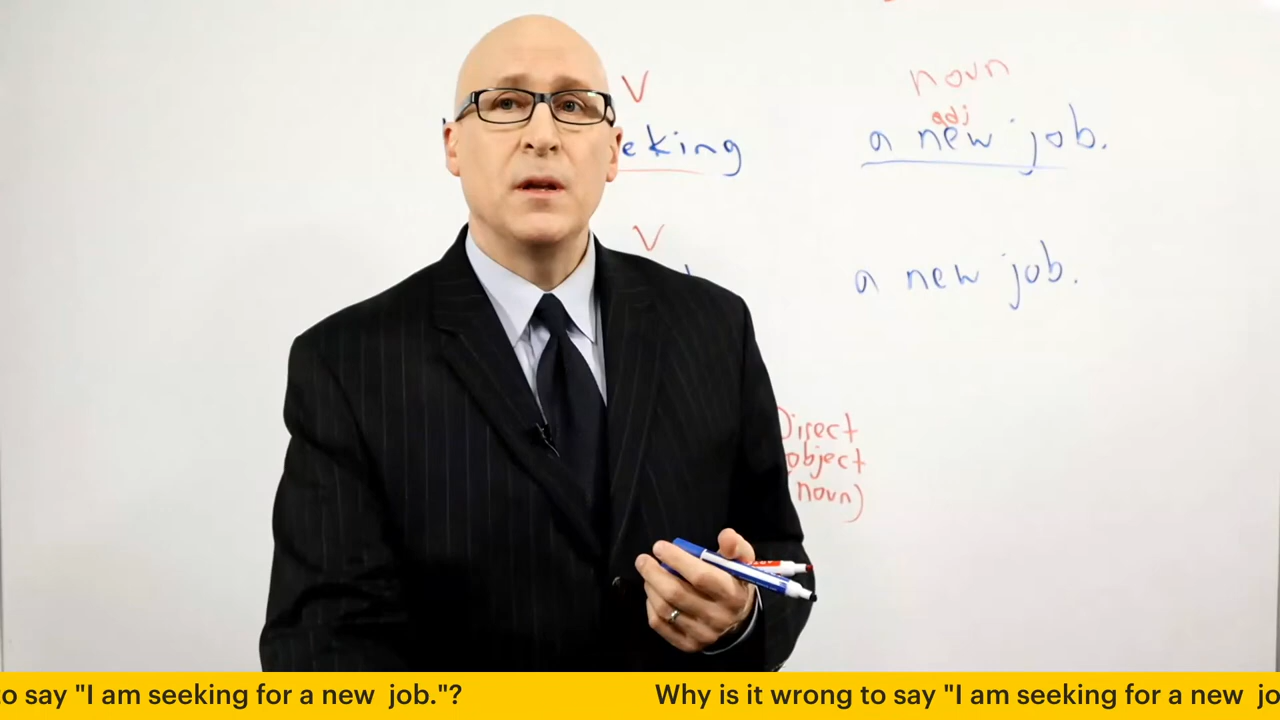 V noun
adj
eking a new job.
V
a new job.
Direct
object
(noun)
to say "I am seeking for a new job."? Why is it wrong to say "I am seeking for a new jo